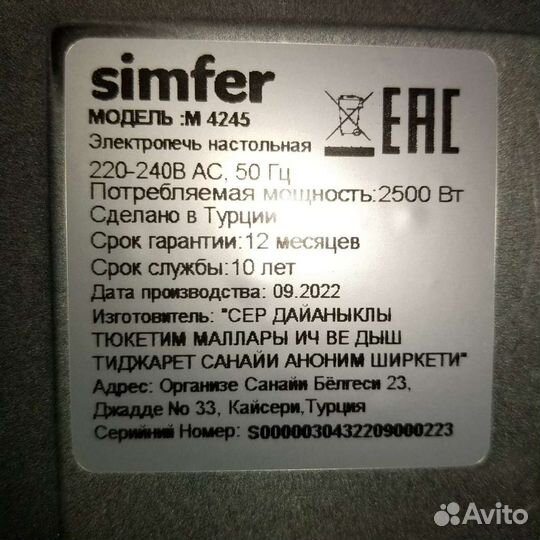 simfer
МОДЕЛЬ :М 4245
EAC
Электропечь настольная
220-240В AC, 50 Гц
Потребляемая мощность:2500 Вт
Сделано в Турции
Срок гарантии:12 месяцев
Срок службы:10 лет
Дата производства: 09.2022
Изготовитель: "СЕР ДАЙАНЫКЛЫ
ТЮКЕТИМ МАЛЛАРЫ ИЧ ВЕ ДЫШ
ТИДЖАРЕТ САНАЙИ АНОНИМ ШИРКЕТИ"
Адрес: Организе Санайи Бёлгеси 23,
Джадде No 33, Кайсери,Турция
Серийний Номер: S0000030432209000223
Avito